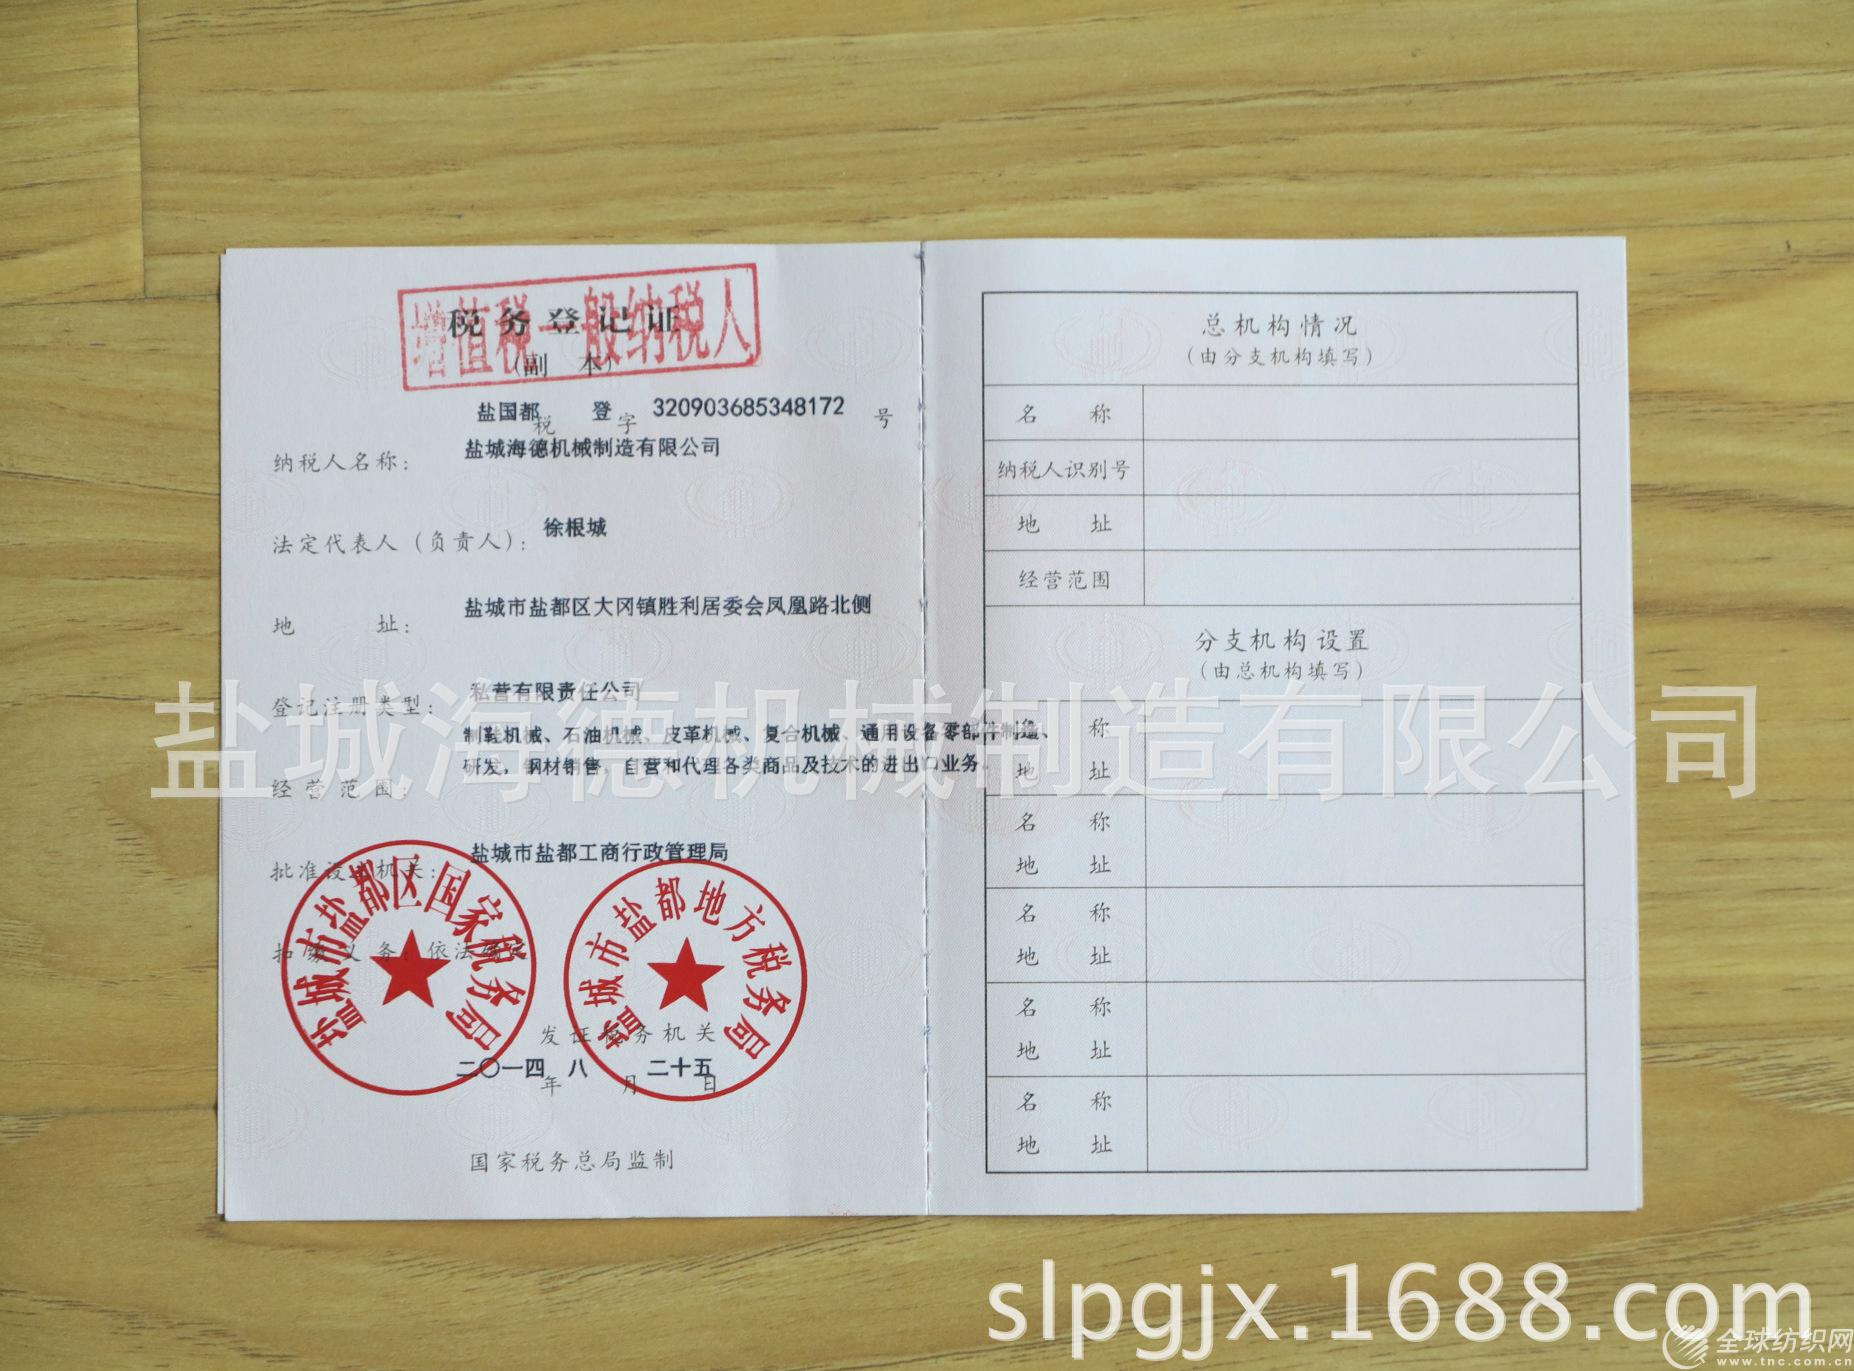 增值税一般纳税人
税务登记证
(副 本)
盐国都 税 登 字 320903685348172 号
纳税人名称: 盐城海德机械制造有限公司
法定代表人(负责人): 徐根城
地 址: 盐城市盐都区大冈镇胜利居委会凤凰路北侧
登记注册类型: 私营有限责任公司
制鞋机械、石油机械、皮革机械、复合机械、通用设备零部件制造、
研发,钢材销售,自营和代理各类商品及技术的进出口业务。
经营范围:
批准设立机关: 盐城市盐都工商行政管理局
扣缴义务: 依法确定
盐城市盐都区国家税务局
盐城市盐都地方税务局
发证税务机关
二〇一四 年 八 月 二十五 日
国家税务总局监制
总机构情况
(由分支机构填写)
名 称
纳税人识别号
地 址
经营范围
分支机构设置
(由总机构填写)
称
地 址
名 称
地 址
名 称
地 址
名 称
地 址
名 称
地 址
盐城海德机械制造有限公司
slpgjx.1688.com
全球纺织网
www.tnc.com.cn